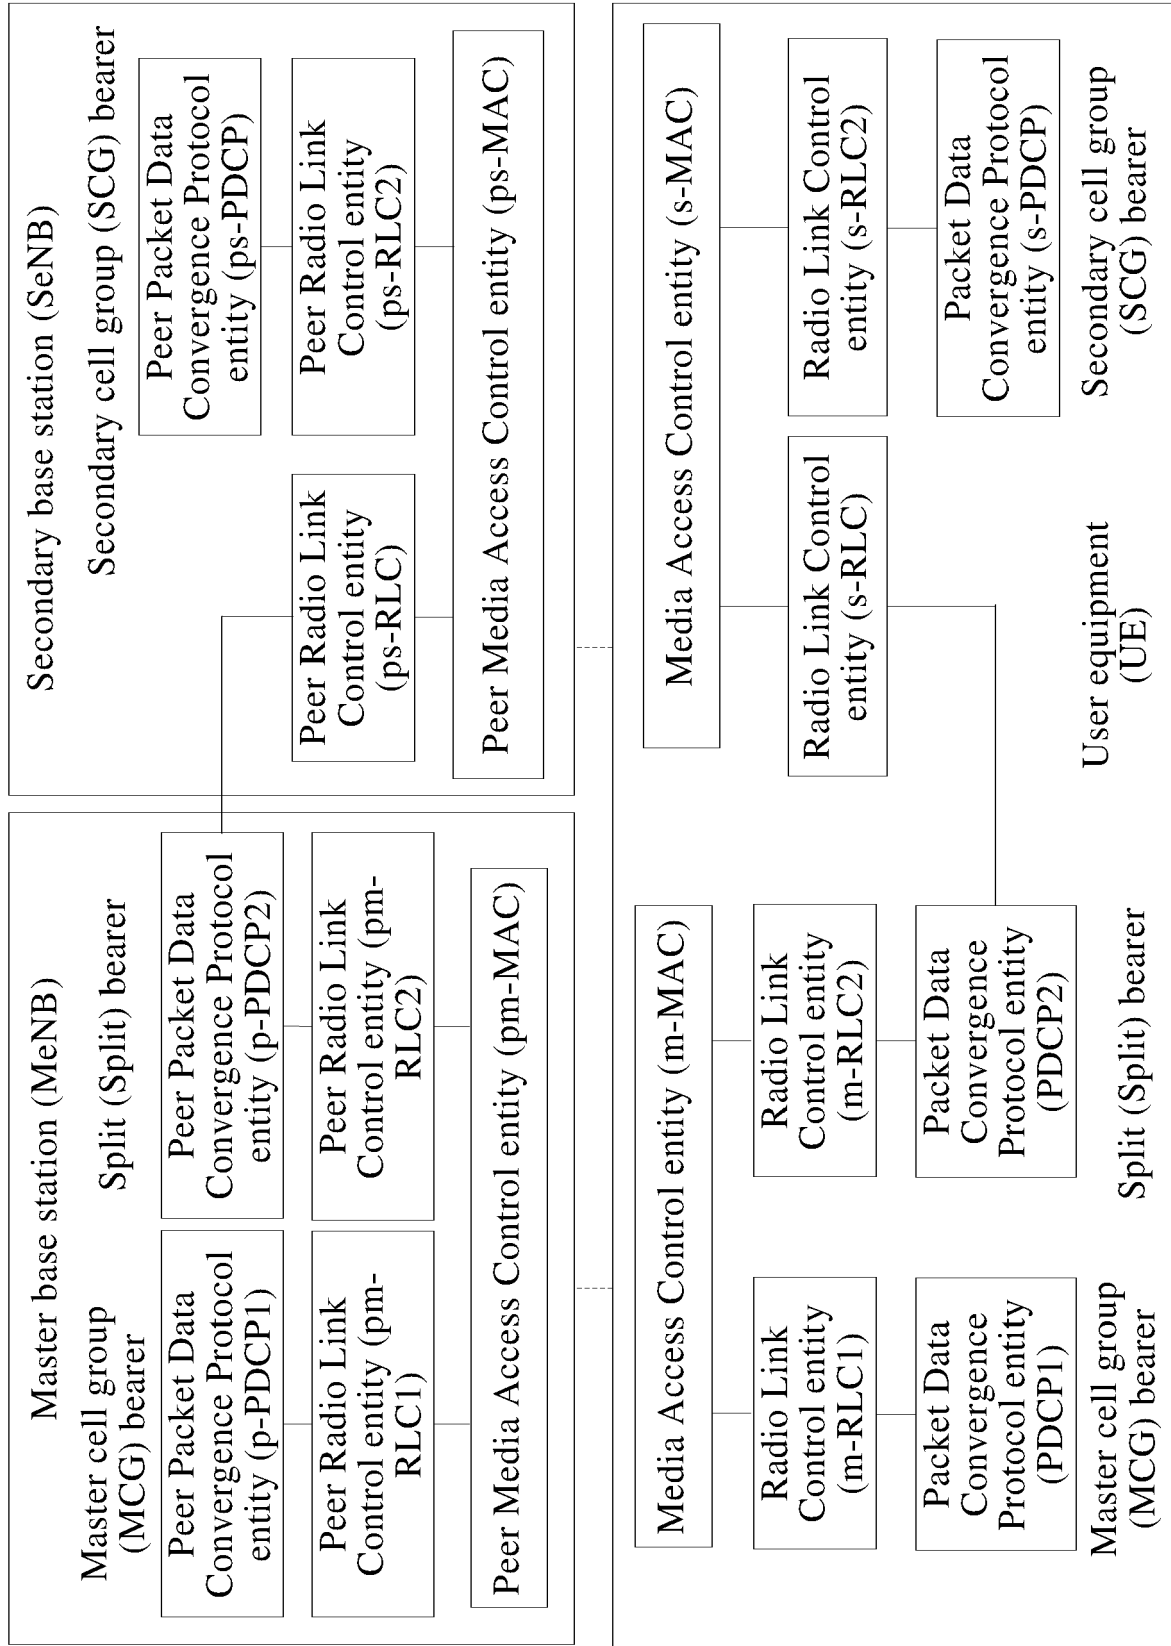 Master base station (MeNB)
Master cell group
(MCG) bearer
Split (Split) bearer
Peer Packet Data
Convergence Protocol
entity (p-PDCP1)
Peer Packet Data
Convergence Protocol
entity (p-PDCP2)
Peer Radio Link
Control entity (pm-
RLC1)
Peer Radio Link
Control entity (pm-
RLC2)
Peer Media Access Control entity (pm-MAC)
Secondary base station (SeNB)
Secondary cell group (SCG) bearer
Peer Packet Data
Convergence Protocol
entity (ps-PDCP)
Peer Radio Link
Control entity
(ps-RLC)
Peer Radio Link
Control entity
(ps-RLC2)
Peer Media Access Control entity (ps-MAC)
Media Access Control entity (m-MAC)
Media Access Control entity (s-MAC)
Radio Link
Control entity
(m-RLC1)
Radio Link
Control entity
(m-RLC2)
Radio Link Control
entity (s-RLC)
Radio Link Control
entity (s-RLC2)
Packet Data
Convergence
Protocol entity
(PDCP1)
Packet Data
Convergence
Protocol entity
(PDCP2)
Packet Data
Convergence Protocol
entity (s-PDCP)
Master cell group
(MCG) bearer
Split (Split) bearer
User equipment
(UE)
Secondary cell group
(SCG) bearer